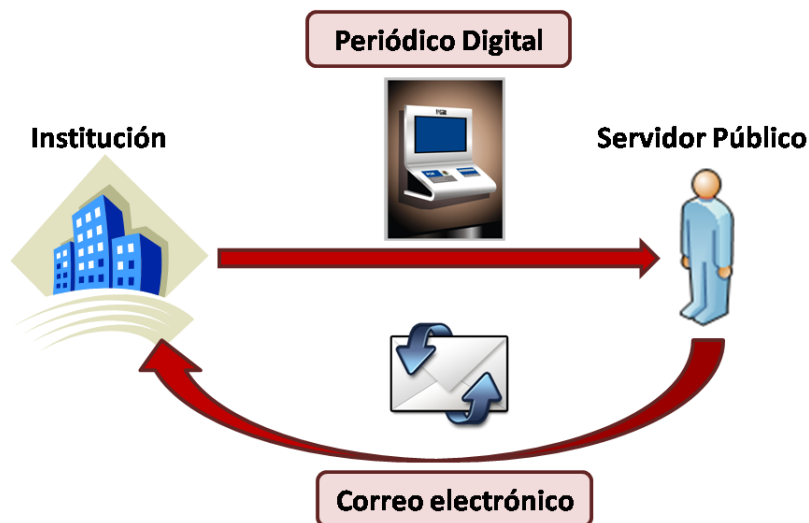 Periódico Digital
Institución
Servidor Público
Correo electrónico